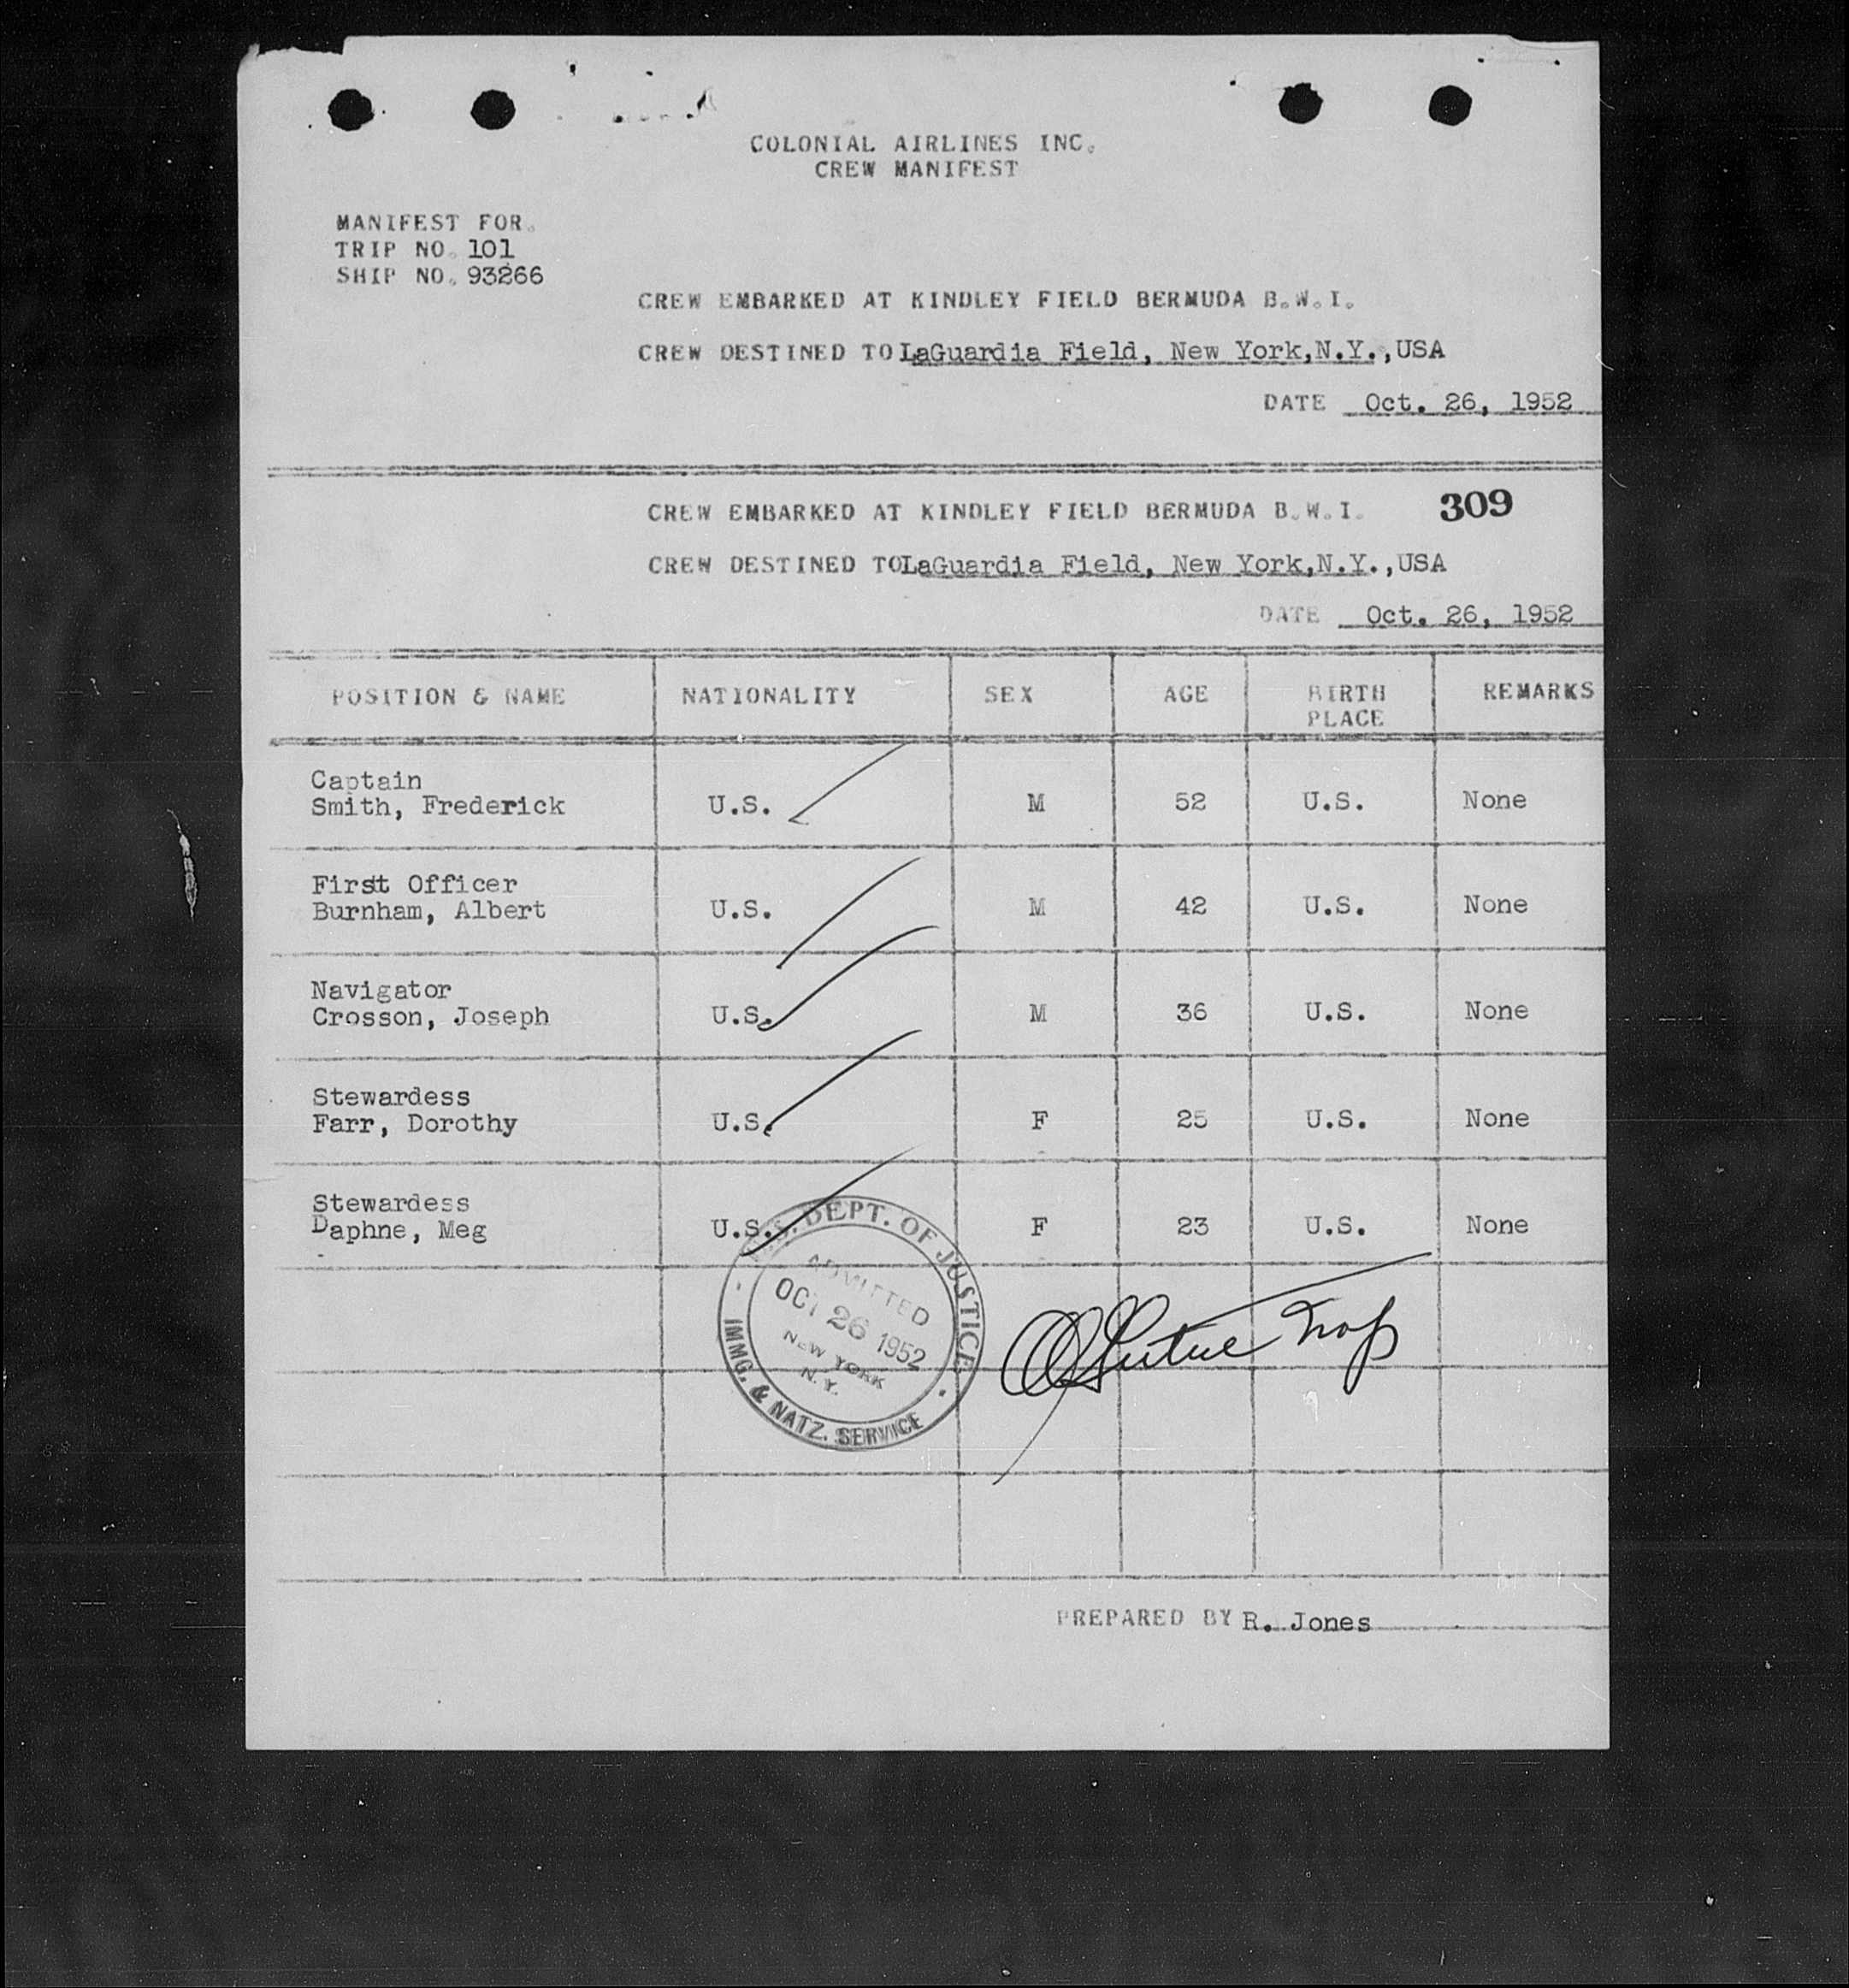 COLONIAL AIRLINES INC.
CREW MANIFEST
MANIFEST FOR.
TRIP NO. 101
SHIP NO. 93266
CREW EMBARKED AT KINDLEY FIELD BERMUDA B.W.I.
CREW DESTINED TO LaGuardia Field, New York,N.Y.,USA
DATE Oct. 26, 1952
CREW EMBARKED AT KINDLEY FIELD BERMUDA B.W.I. 309
CREW DESTINED TO LaGuardia Field, New York,N.Y.,USA
DATE Oct. 26, 1952
POSITION & NAME NATIONALITY SEX AGE BIRTH PLACE REMARKS
Captain
Smith, Frederick U.S. M 52 U.S. None
First Officer
Burnham, Albert U.S. M 42 U.S. None
Navigator
Crosson, Joseph U.S. M 36 U.S. None
Stewardess
Farr, Dorothy U.S. F 25 U.S. None
Stewardess
Daphne, Meg U.S. F 23 U.S. None
U.S. DEPT. OF JUSTICE
ADMITTED
OCT 26 1952
NEW YORK
N.Y.
IMMG. & NATZ. SERVICE
PREPARED BY R. Jones